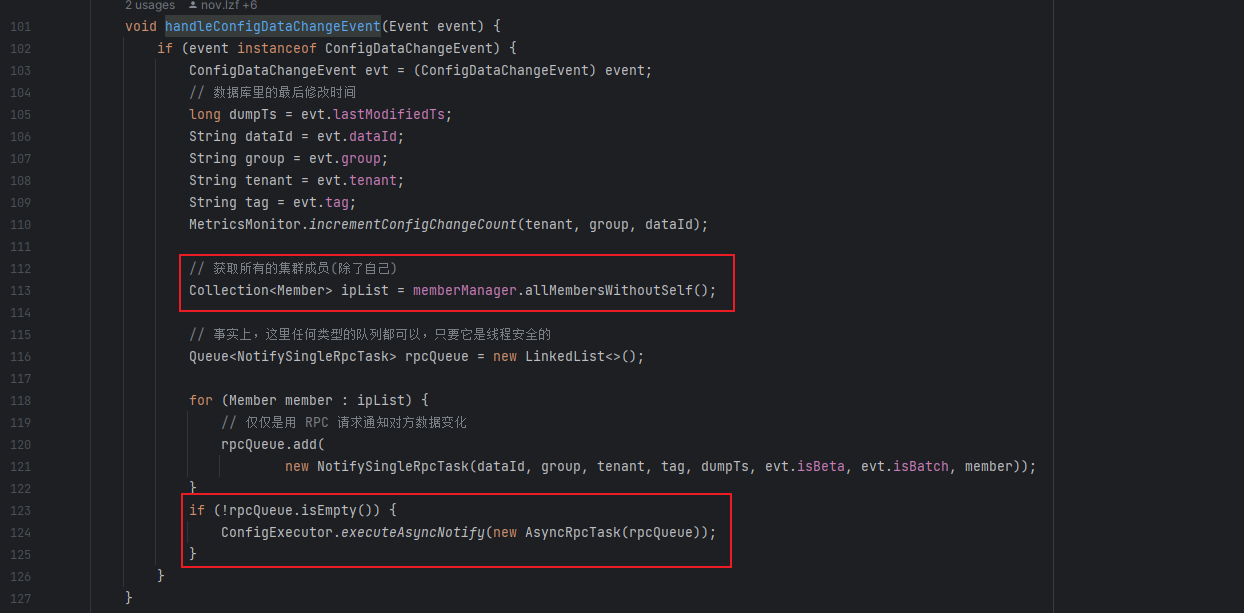 2 usages nov.lzf +6
101 void handleConfigDataChangeEvent(Event event) {
102 if (event instanceof ConfigDataChangeEvent) {
103 ConfigDataChangeEvent evt = (ConfigDataChangeEvent) event;
104 // 数据库里的最后修改时间
105 long dumpTs = evt.lastModifiedTs;
106 String dataId = evt.dataId;
107 String group = evt.group;
108 String tenant = evt.tenant;
109 String tag = evt.tag;
110 MetricsMonitor.incrementConfigChangeCount(tenant, group, dataId);
111
112 // 获取所有的集群成员(除了自己)
113 Collection<Member> ipList = memberManager.allMembersWithoutSelf();
114
115 // 事实上，这里任何类型的队列都可以，只要它是线程安全的
116 Queue<NotifySingleRpcTask> rpcQueue = new LinkedList<>();
117
118 for (Member member : ipList) {
119 // 仅仅是用 RPC 请求通知对方数据变化
120 rpcQueue.add(
121 new NotifySingleRpcTask(dataId, group, tenant, tag, dumpTs, evt.isBeta, evt.isBatch, member));
122 }
123 if (!rpcQueue.isEmpty()) {
124 ConfigExecutor.executeAsyncNotify(new AsyncRpcTask(rpcQueue));
125 }
126 }
127 }